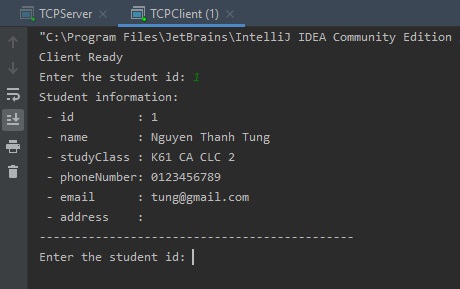 TCPServer × TCPClient (1) ×
"C:\Program Files\JetBrains\IntelliJ IDEA Community Edition
Client Ready
Enter the student id: 1
Student information:
- id : 1
- name : Nguyen Thanh Tung
- studyClass : K61 CA CLC 2
- phoneNumber: 0123456789
- email : tung@gmail.com
- address :
---------------------------------------------
Enter the student id: